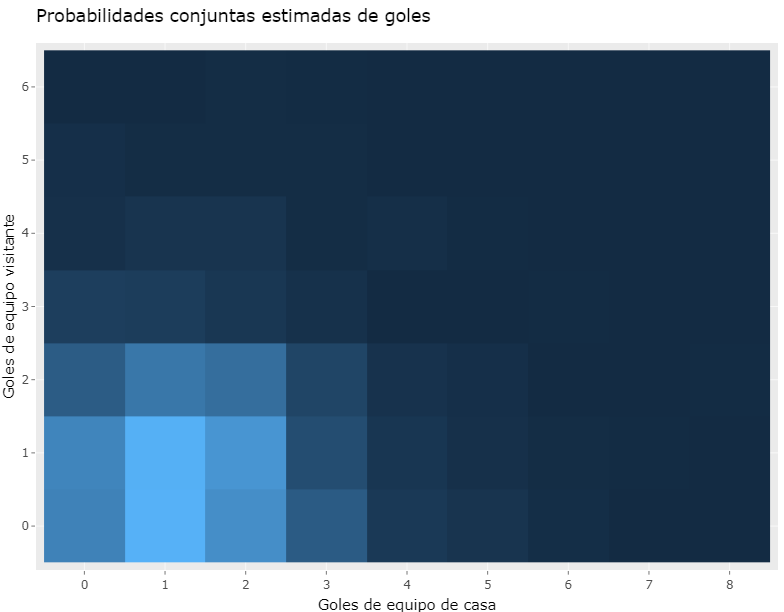 Probabilidades conjuntas estimadas de goles
Goles de equipo visitante
6
5
4
3
2
1
0
0 1 2 3 4 5 6 7 8
Goles de equipo de casa